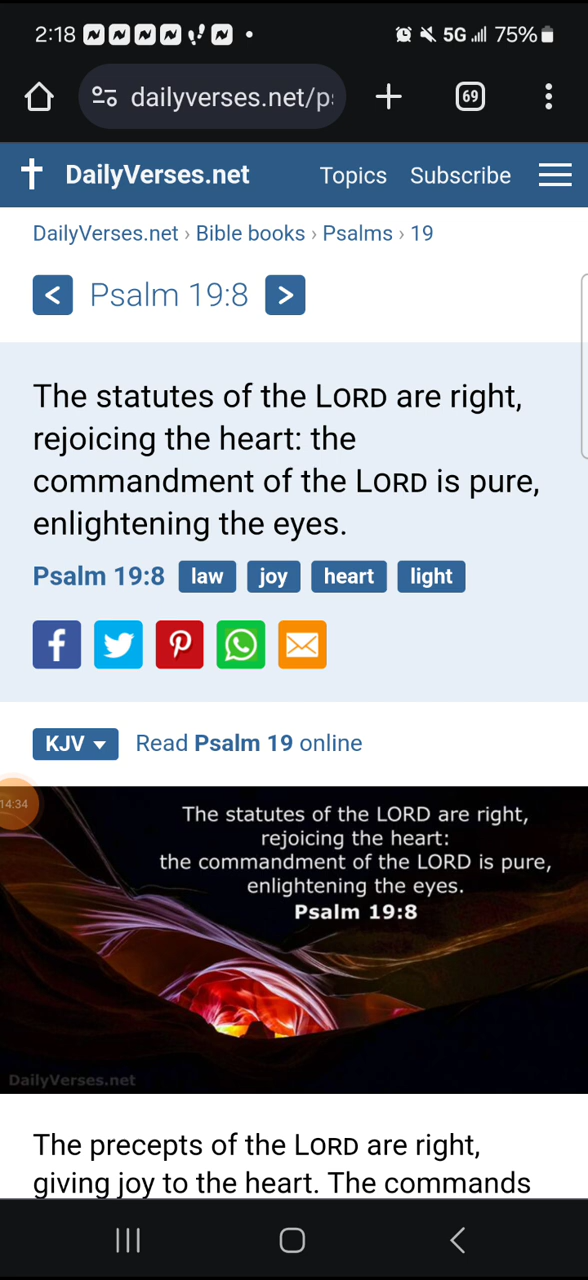 2:18 5G 75%
dailyverses.net/p
69
DailyVerses.net Topics Subscribe
DailyVerses.net › Bible books › Psalms › 19
< Psalm 19:8 >
The statutes of the LORD are right,
rejoicing the heart: the
commandment of the LORD is pure,
enlightening the eyes.
Psalm 19:8 law joy heart light
KJV Read Psalm 19 online
14:34
The statutes of the LORD are right,
rejoicing the heart:
the commandment of the LORD is pure,
enlightening the eyes.
Psalm 19:8
DailyVerses.net
The precepts of the LORD are right,
giving joy to the heart. The commands